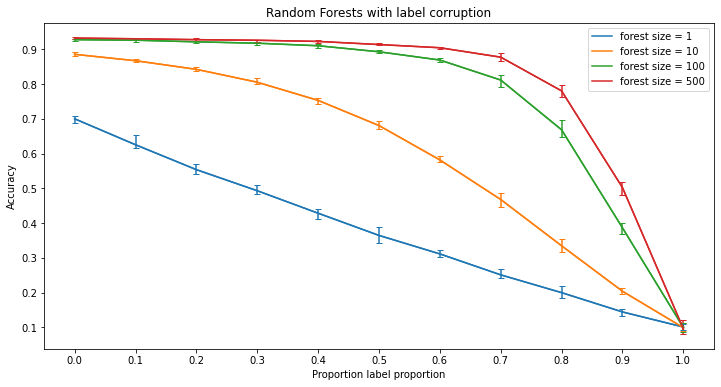 Random Forests with label corruption
forest size = 1
forest size = 10
forest size = 100
forest size = 500
Accuracy
0.9
0.8
0.7
0.6
0.5
0.4
0.3
0.2
0.1
0.0 0.1 0.2 0.3 0.4 0.5 0.6 0.7 0.8 0.9 1.0
Proportion label proportion